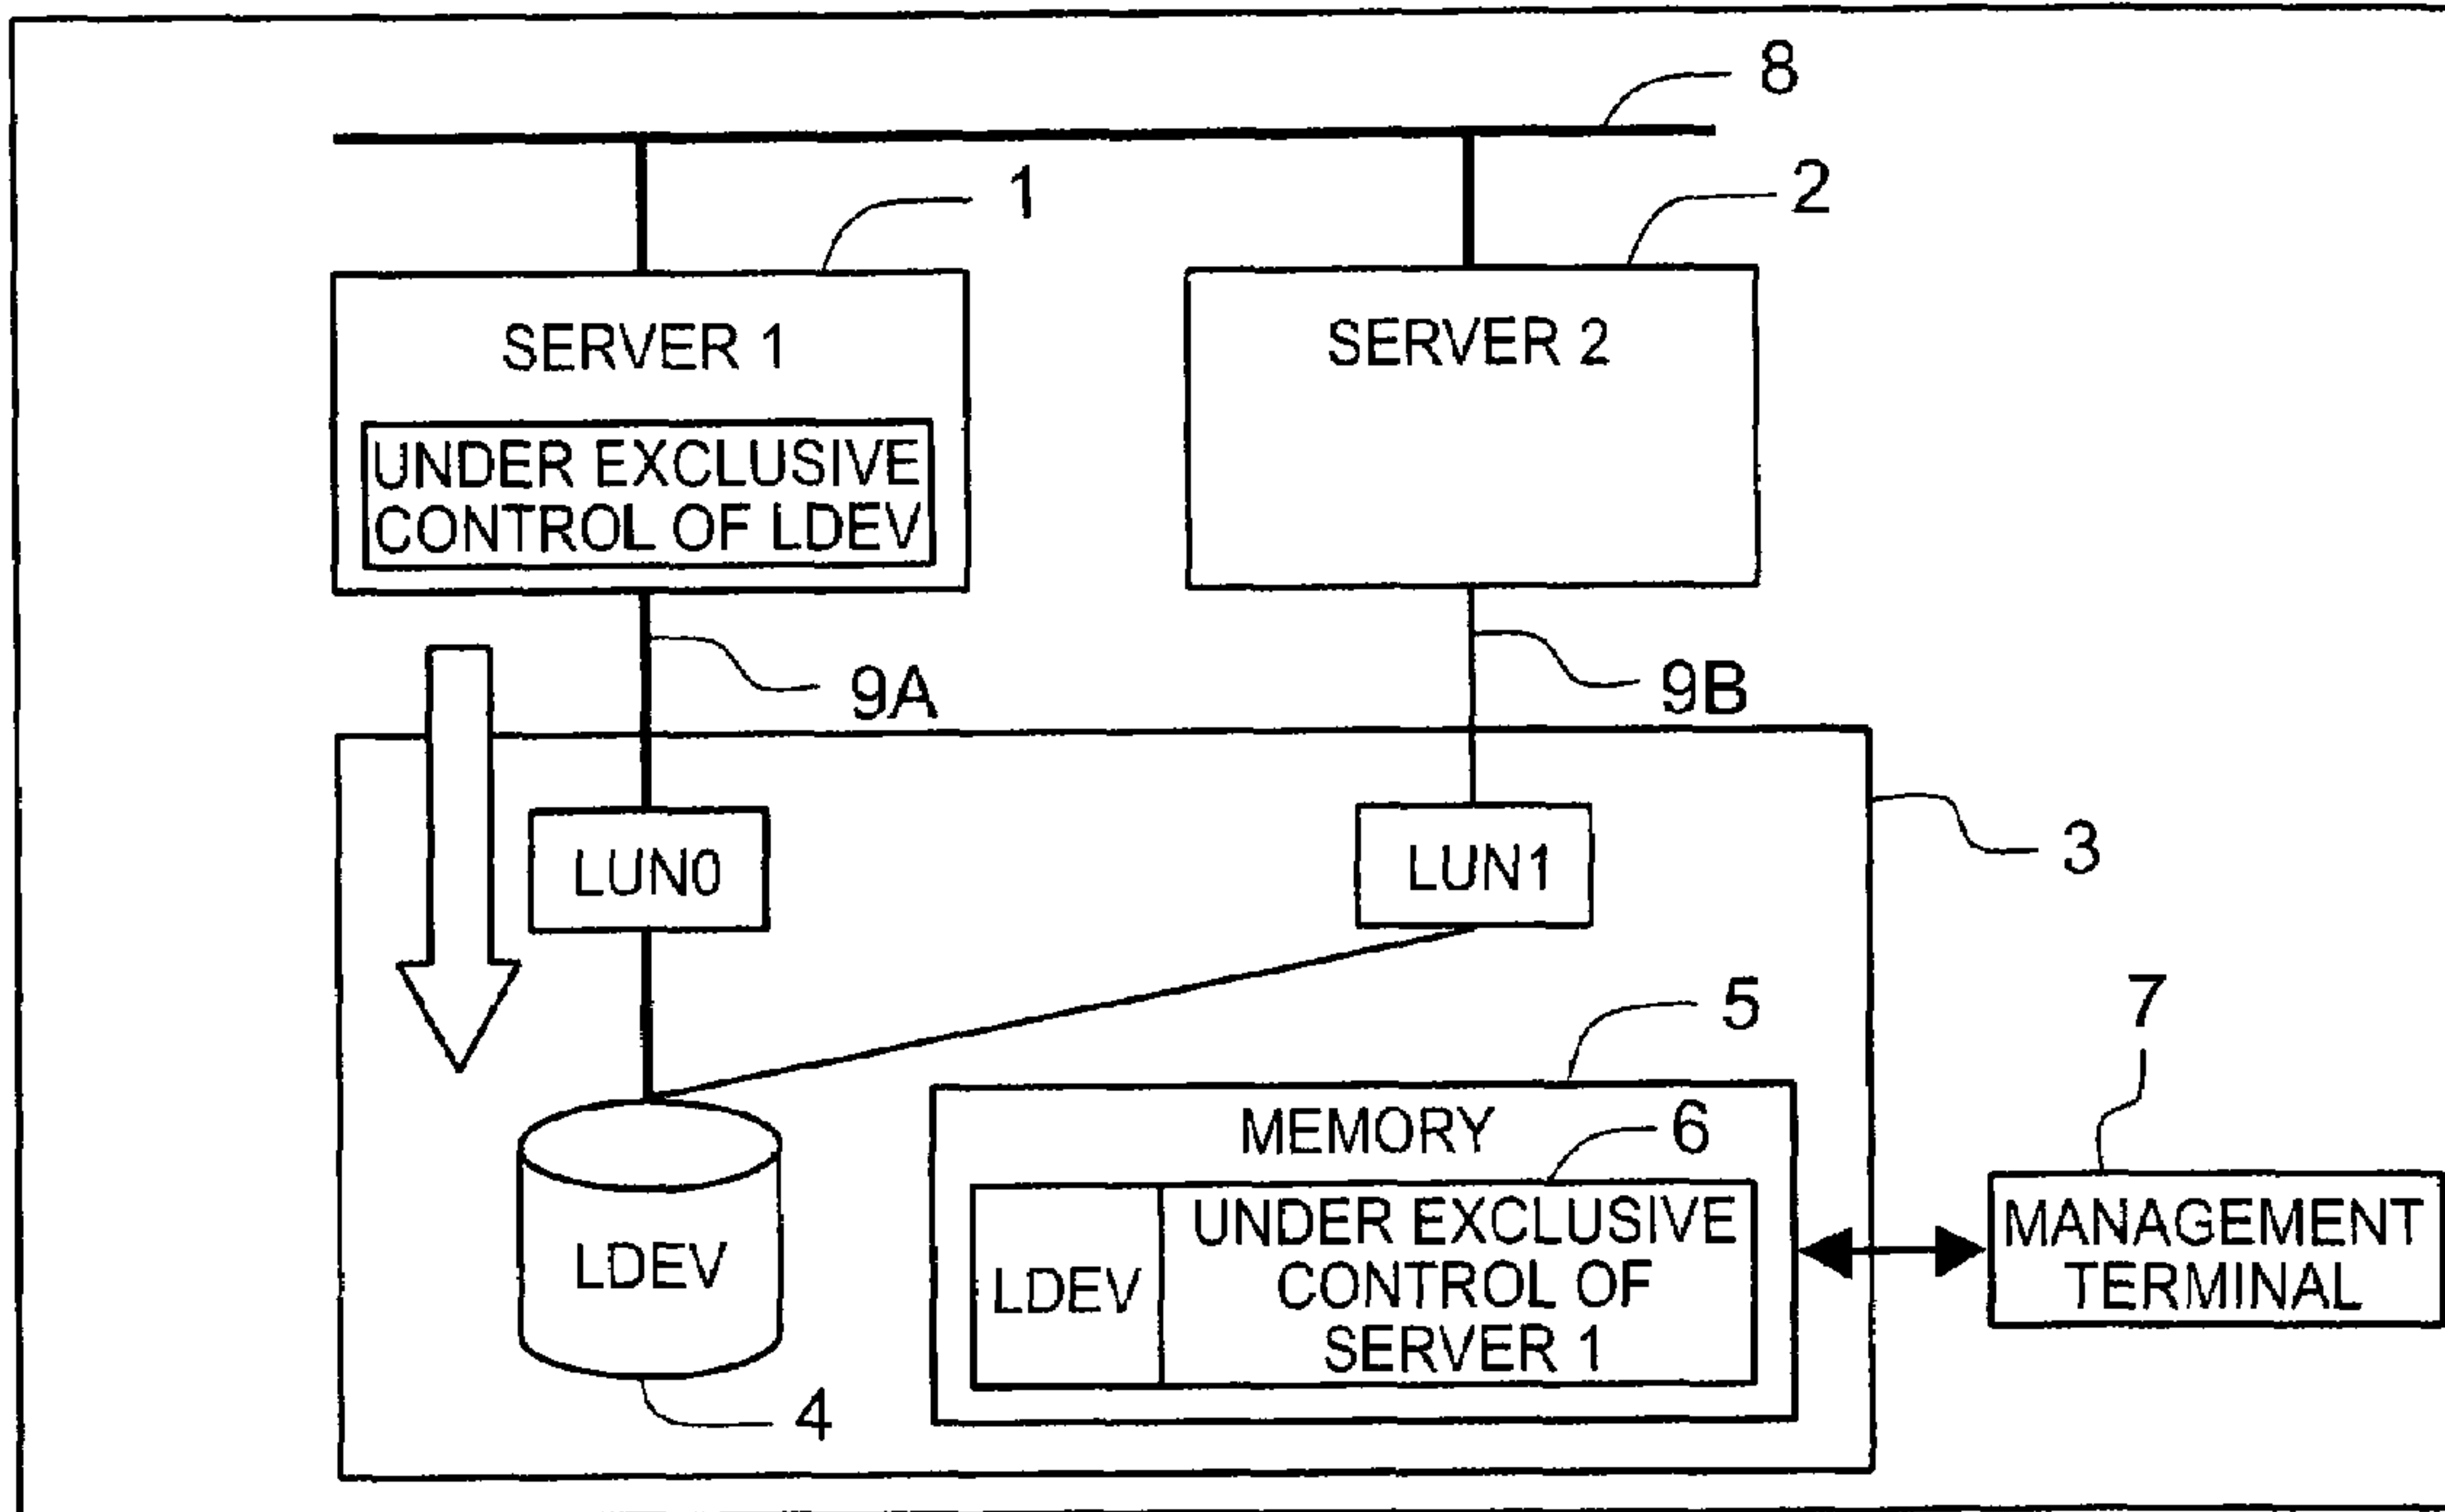 8
1
2
SERVER 1
SERVER 2
UNDER EXCLUSIVE
CONTROL OF LDEV
9A
9B
LUN0
LUN1
3
5
7
MEMORY
6
LDEV
LDEV
UNDER EXCLUSIVE
CONTROL OF
SERVER 1
MANAGEMENT
TERMINAL
4